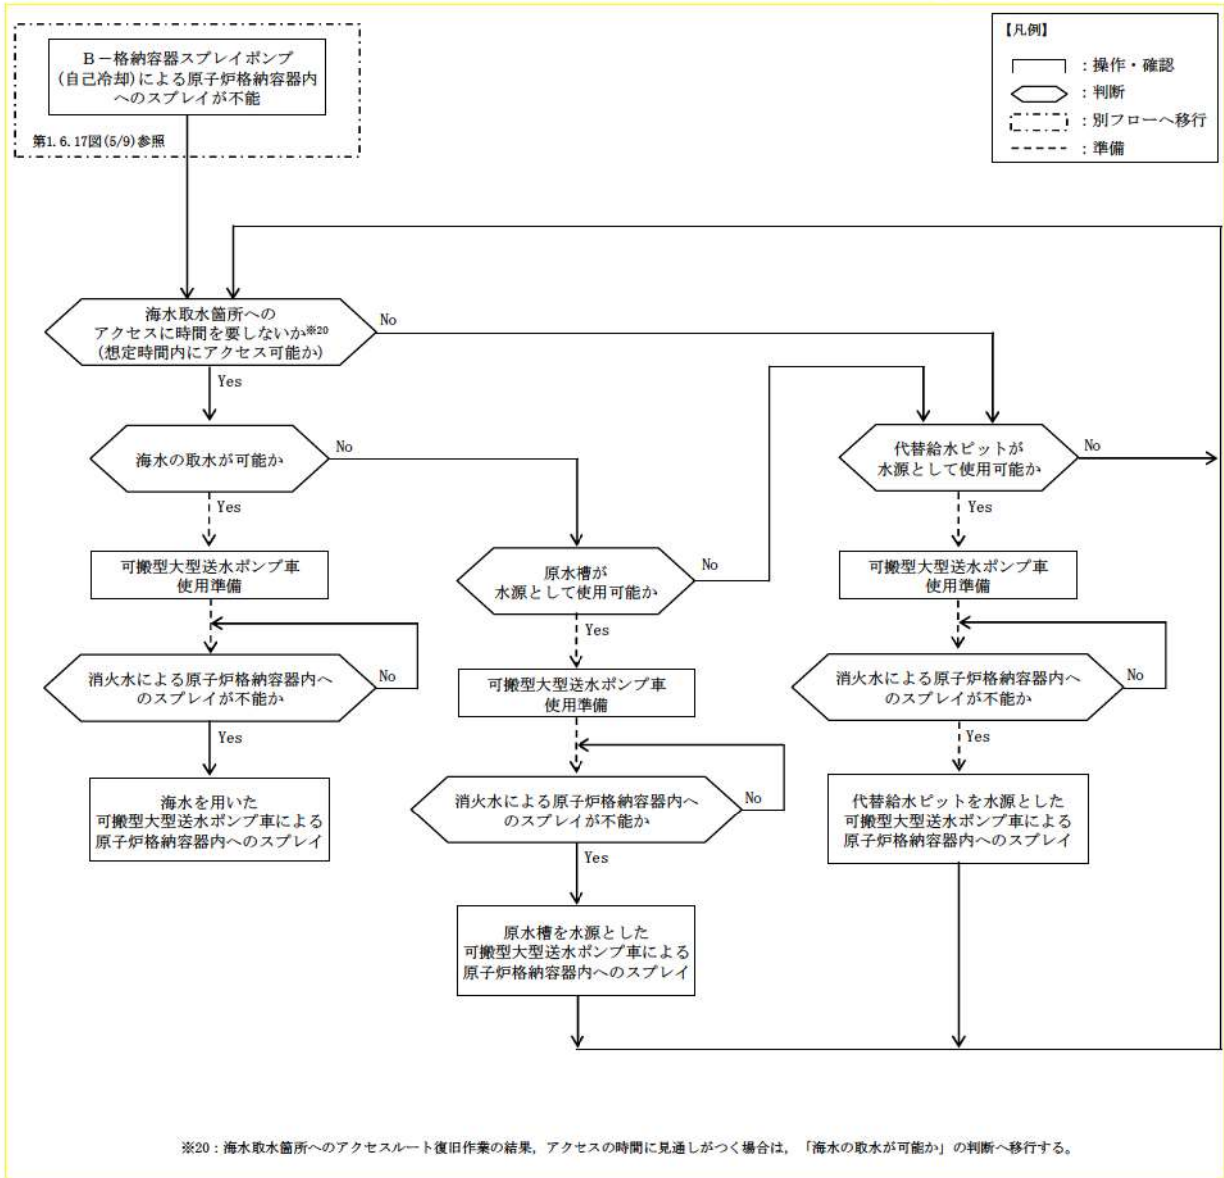 B－格納容器スプレイポンプ
(自己冷却)による原子炉格納容器内
へのスプレイが不能
第1.6.17図(5/9)参照
【凡例】
：操作・確認
：判断
：別フローへ移行
：準備
海水取水箇所への
アクセスに時間を要しないか※20
(想定時間内にアクセス可能か)
No
Yes
海水の取水が可能か
No
Yes
代替給水ピットが
水源として使用可能か
No
Yes
可搬型大型送水ポンプ車
使用準備
原水槽が
水源として使用可能か
No
Yes
可搬型大型送水ポンプ車
使用準備
消火水による原子炉格納容器内へ
のスプレイが不能か
No
Yes
可搬型大型送水ポンプ車
使用準備
消火水による原子炉格納容器内へ
のスプレイが不能か
No
Yes
海水を用いた
可搬型大型送水ポンプ車による
原子炉格納容器内へのスプレイ
消火水による原子炉格納容器内へ
のスプレイが不能か
No
Yes
代替給水ピットを水源とした
可搬型大型送水ポンプ車による
原子炉格納容器内へのスプレイ
原水槽を水源とした
可搬型大型送水ポンプ車による
原子炉格納容器内へのスプレイ
※20：海水取水箇所へのアクセスルート復旧作業の結果，アクセスの時間に見通しがつく場合は，「海水の取水が可能か」の判断へ移行する。